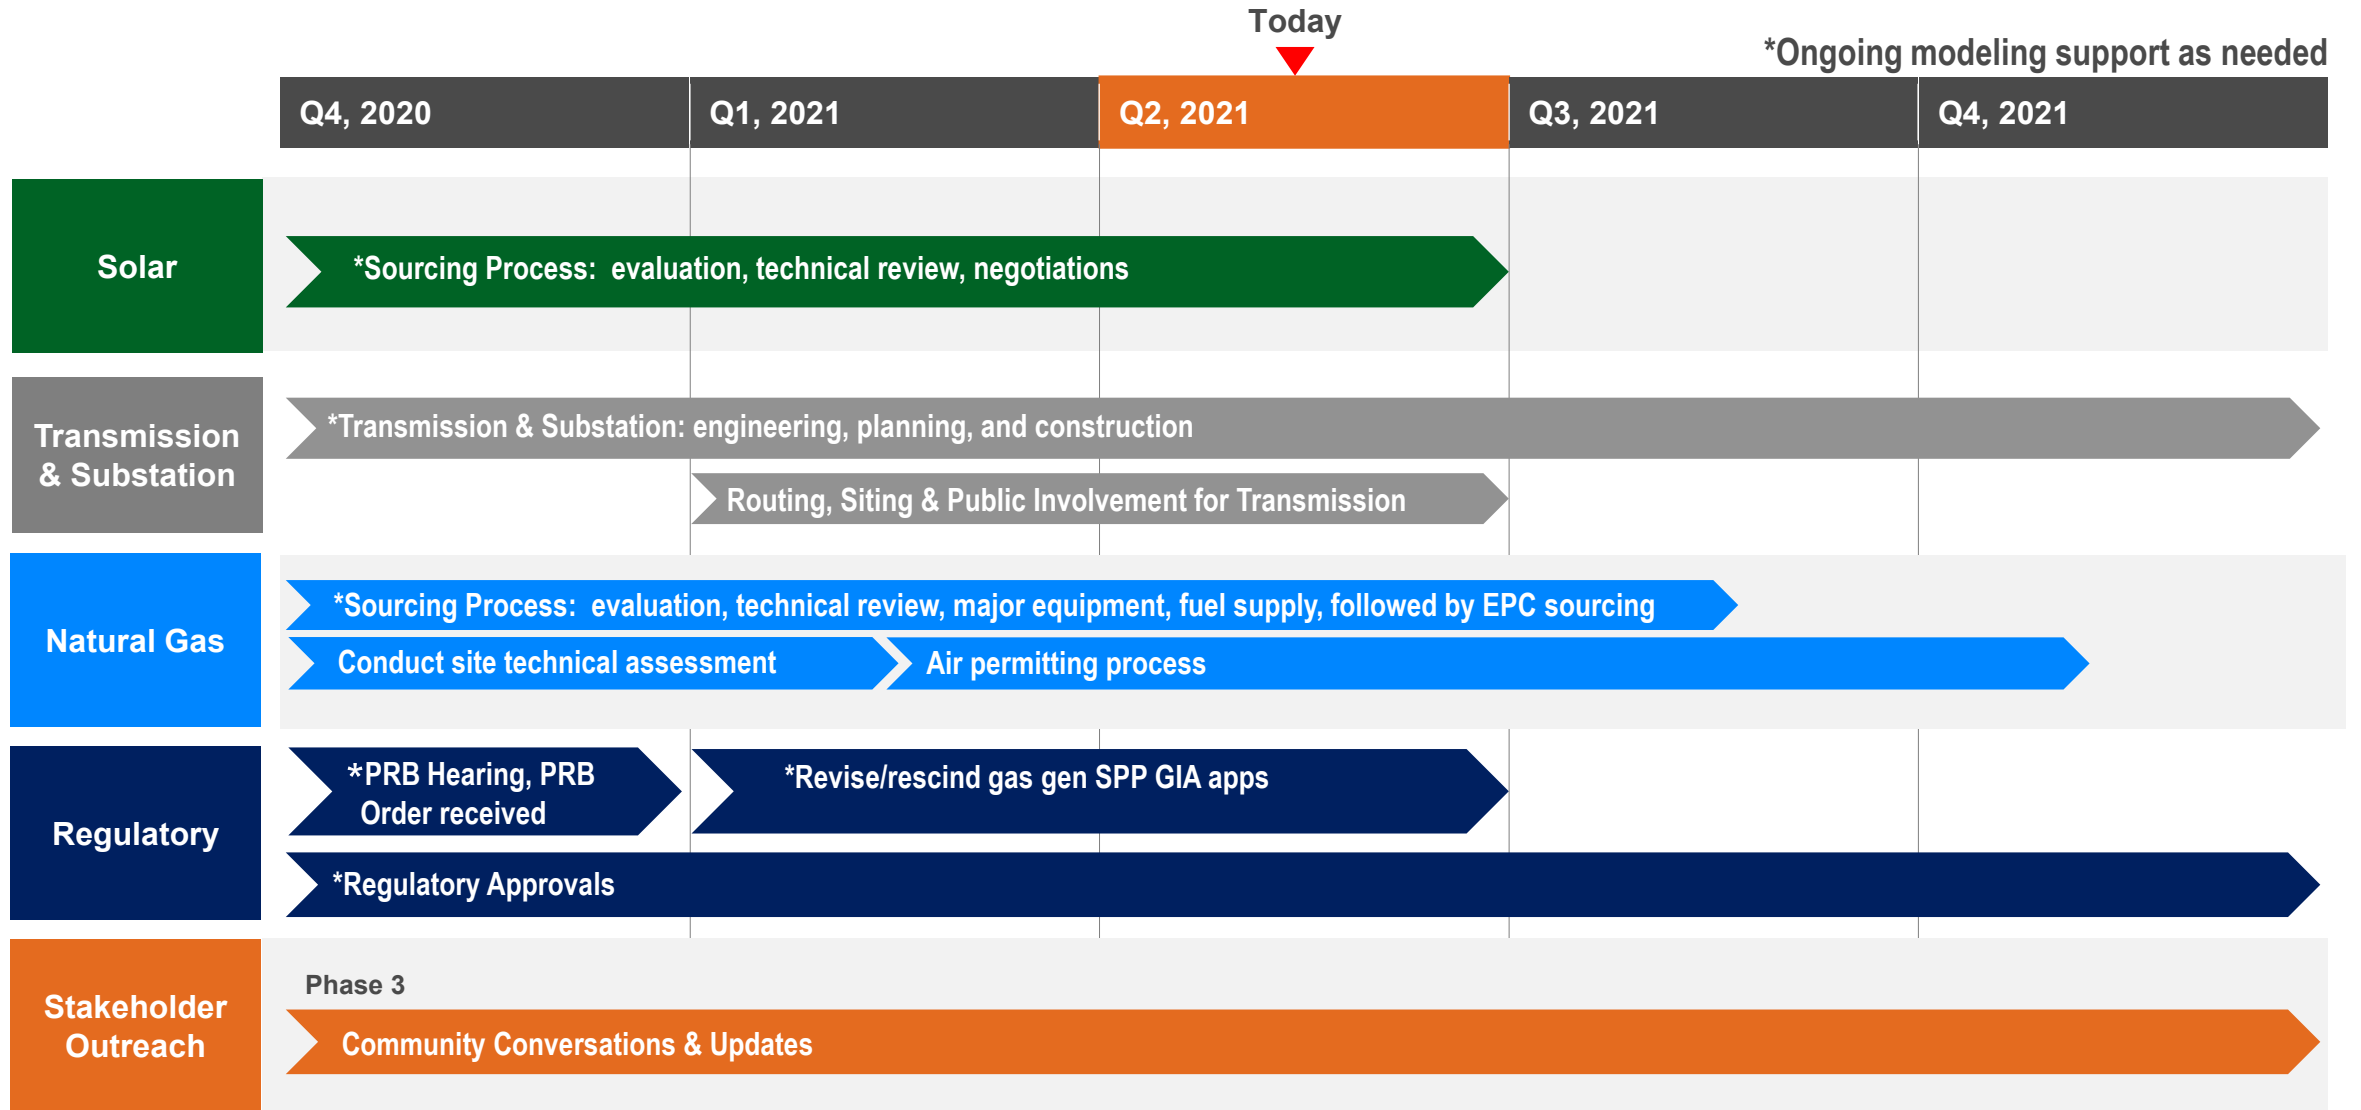 Today
*Ongoing modeling support as needed
Q4, 2020
Q1, 2021
Q2, 2021
Q3, 2021
Q4, 2021
Solar
*Sourcing Process:  evaluation, technical review, negotiations
Transmission
& Substation
*Transmission & Substation: engineering, planning, and construction
Routing, Siting & Public Involvement for Transmission
Natural Gas
*Sourcing Process:  evaluation, technical review, major equipment, fuel supply, followed by EPC sourcing
Conduct site technical assessment
Air permitting process
Regulatory
*PRB Hearing, PRB
Order received
*Revise/rescind gas gen SPP GIA apps
*Regulatory Approvals
Stakeholder
Outreach
Phase 3
Community Conversations & Updates